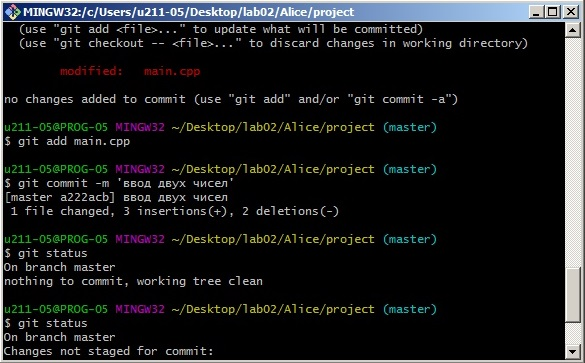 MINGW32:/c/Users/u211-05/Desktop/lab02/Alice/project
(use "git add <file>..." to update what will be committed)
(use "git checkout -- <file>..." to discard changes in working directory)
modified:   main.cpp
no changes added to commit (use "git add" and/or "git commit -a")
u211-05@PROG-05 MINGW32 ~/Desktop/lab02/Alice/project (master)
$ git add main.cpp
u211-05@PROG-05 MINGW32 ~/Desktop/lab02/Alice/project (master)
$ git commit -m 'ввод двух чисел'
[master a222acb] ввод двух чисел
1 file changed, 3 insertions(+), 2 deletions(-)
u211-05@PROG-05 MINGW32 ~/Desktop/lab02/Alice/project (master)
$ git status
On branch master
nothing to commit, working tree clean
u211-05@PROG-05 MINGW32 ~/Desktop/lab02/Alice/project (master)
$ git status
On branch master
Changes not staged for commit: